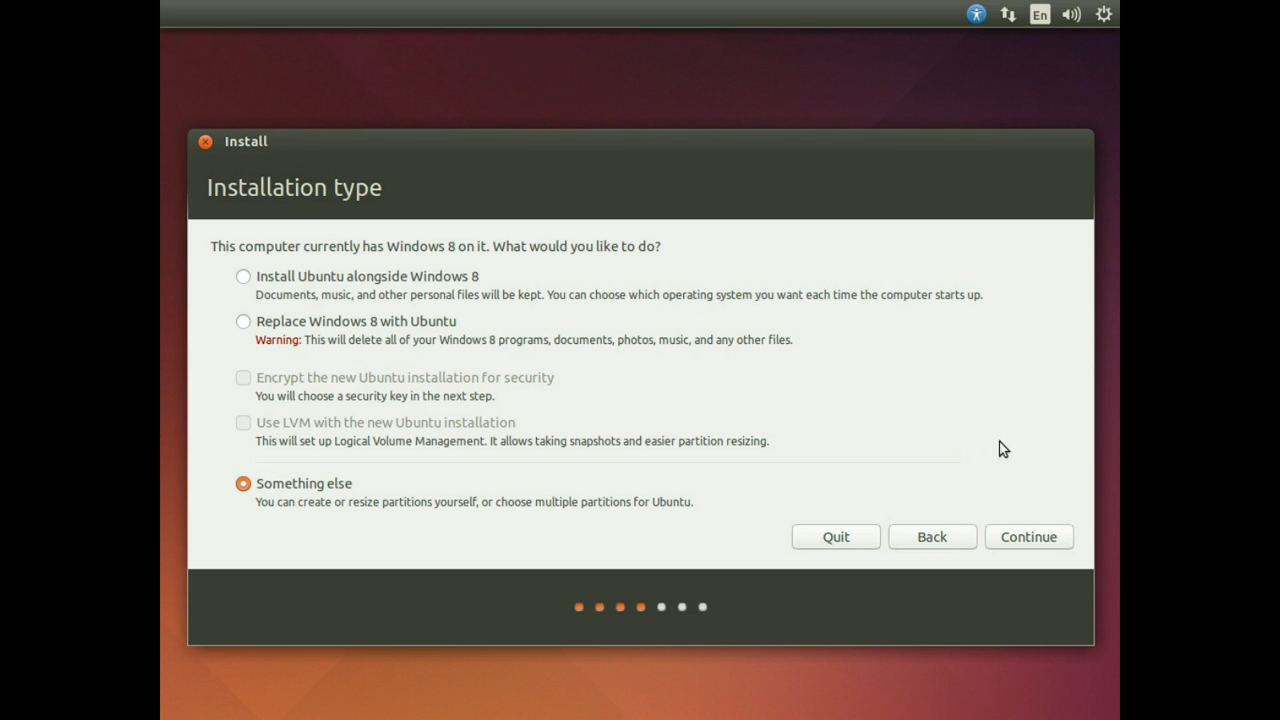 En
Install
Installation type
This computer currently has Windows 8 on it. What would you like to do?
Install Ubuntu alongside Windows 8
Documents, music, and other personal files will be kept. You can choose which operating system you want each time the computer starts up.
Replace Windows 8 with Ubuntu
Warning: This will delete all of your Windows 8 programs, documents, photos, music, and any other files.
Encrypt the new Ubuntu installation for security
You will choose a security key in the next step.
Use LVM with the new Ubuntu installation
This will set up Logical Volume Management. It allows taking snapshots and easier partition resizing.
Something else
You can create or resize partitions yourself, or choose multiple partitions for Ubuntu.
Quit Back Continue